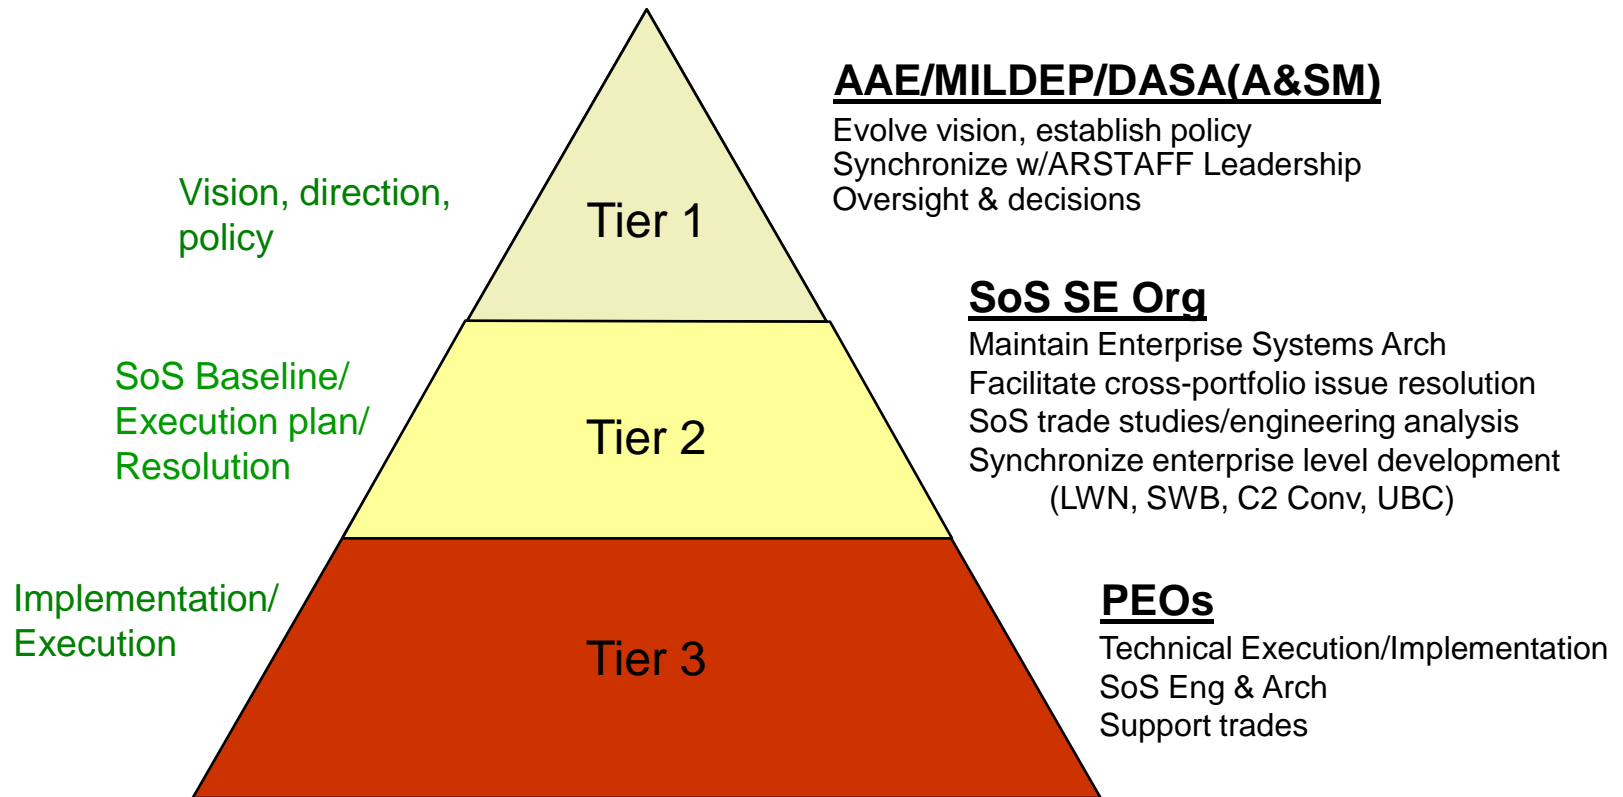 AAE/MILDEP/DASA(A&SM)
Evolve vision, establish policy
Synchronize w/ARSTAFF Leadership
Oversight & decisions
Vision, direction,
policy
Tier 1
SoS SE Org
Maintain Enterprise Systems Arch
Facilitate cross-portfolio issue resolution
SoS trade studies/engineering analysis
Synchronize enterprise level development
(LWN, SWB, C2 Conv, UBC)
SoS Baseline/
Execution plan/
Resolution
Tier 2
Implementation/
Execution
Tier 3
PEOs
Technical Execution/Implementation
SoS Eng & Arch
Support trades